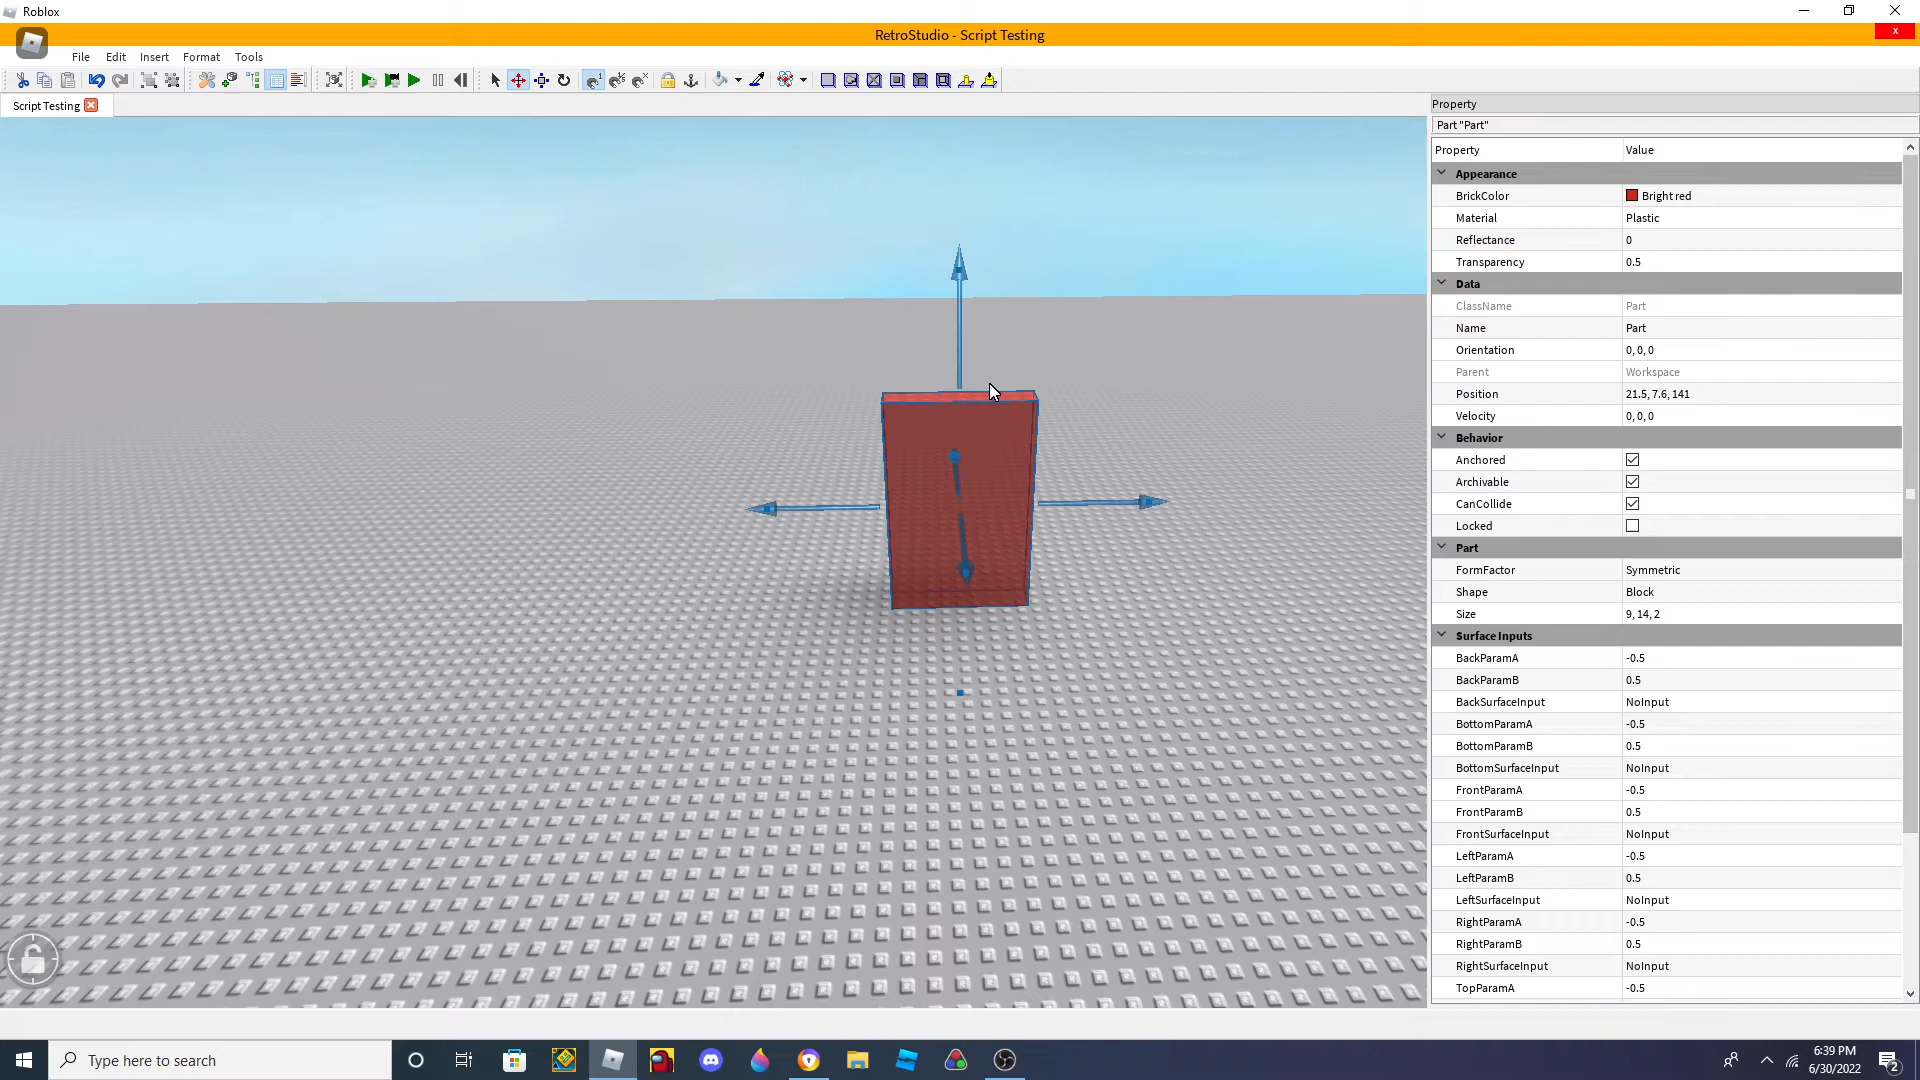 Roblox
RetroStudio - Script Testing
x
File Edit Insert Format Tools
Script Testing
Property
Part "Part"
Property Value
Appearance
BrickColor Bright red
Material Plastic
Reflectance 0
Transparency 0.5
Data
ClassName Part
Name Part
Orientation 0, 0, 0
Parent Workspace
Position 21.5, 7.6, 141
Velocity 0, 0, 0
Behavior
Anchored
Archivable
CanCollide
Locked
Part
FormFactor Symmetric
Shape Block
Size 9, 14, 2
Surface Inputs
BackParamA -0.5
BackParamB 0.5
BackSurfaceInput NoInput
BottomParamA -0.5
BottomParamB 0.5
BottomSurfaceInput NoInput
FrontParamA -0.5
FrontParamB 0.5
FrontSurfaceInput NoInput
LeftParamA -0.5
LeftParamB 0.5
LeftSurfaceInput NoInput
RightParamA -0.5
RightParamB 0.5
RightSurfaceInput NoInput
TopParamA -0.5
Type here to search
6:39 PM
6/30/2022
2